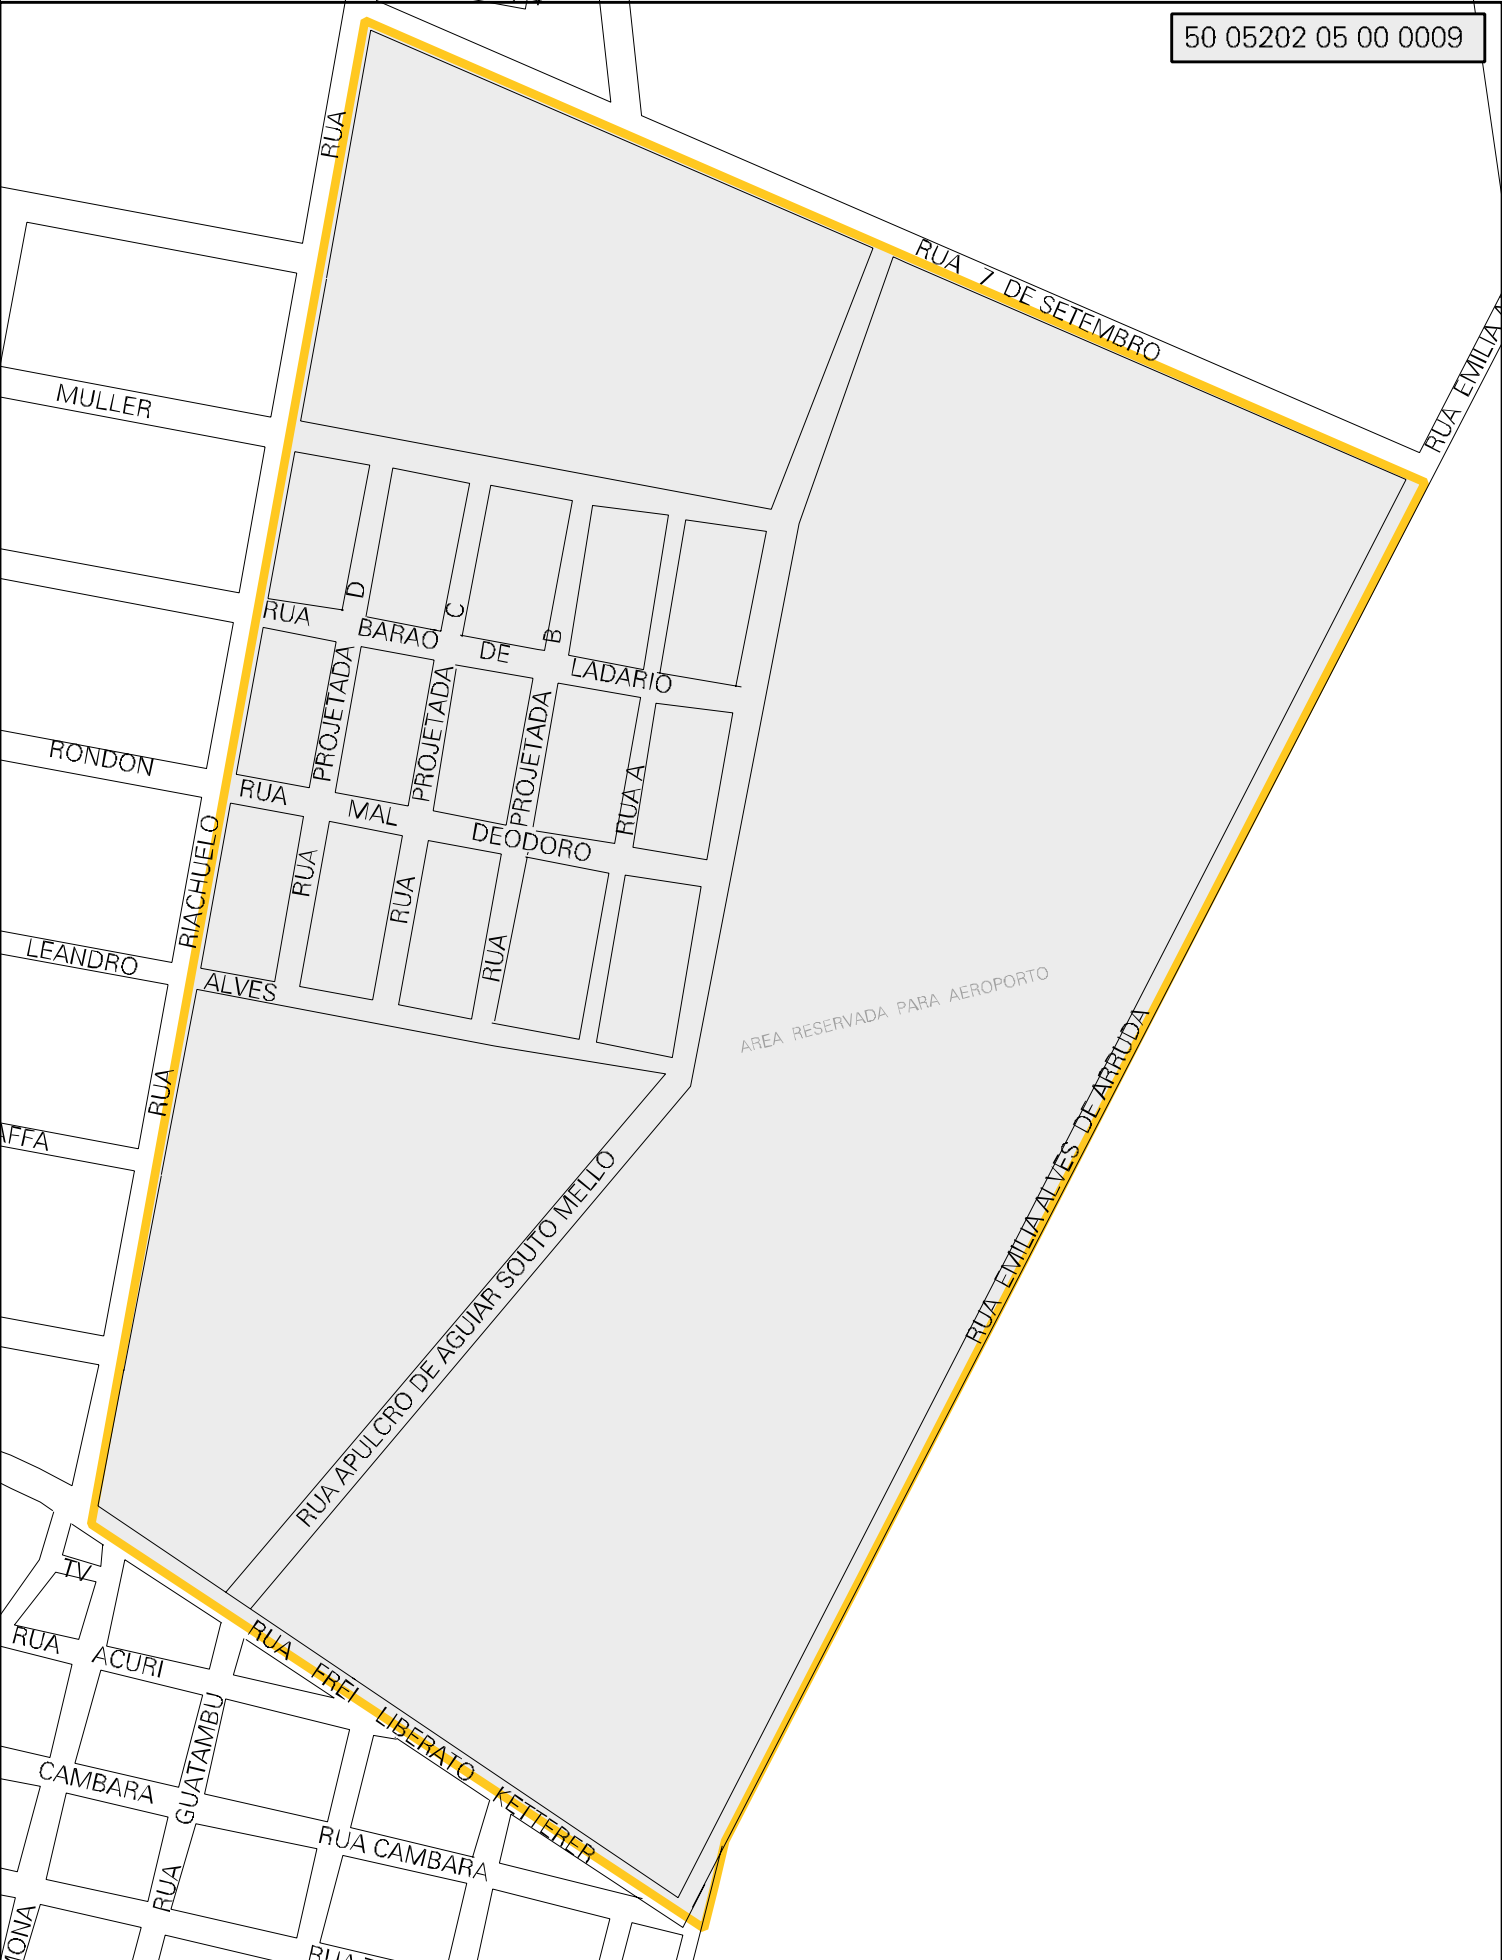 50 05202 05 00 0009
RUA
RUA 7 DE SETEMBRO
RUA EMILIA
MULLER
RUA BARAO DE LADARIO
D
C
B
PROJETADA
PROJETADA
PROJETADA
RUA A
RONDON
RUA MAL DEODORO
RIACHUELO
RUA
RUA
RUA
LEANDRO
ALVES
AREA RESERVADA PARA AEROPORTO
RUA
RUA EMILIA ALVES DE ARRUDA
AFFA
RUA APULCRO DE AGUIAR SOUTO MELLO
TV
RUA ACURI
RUA FREI LIBERATO KETTERER
GUATAMBU
CAMBARA
RUA CAMBARA
RUA
MONA
RUA